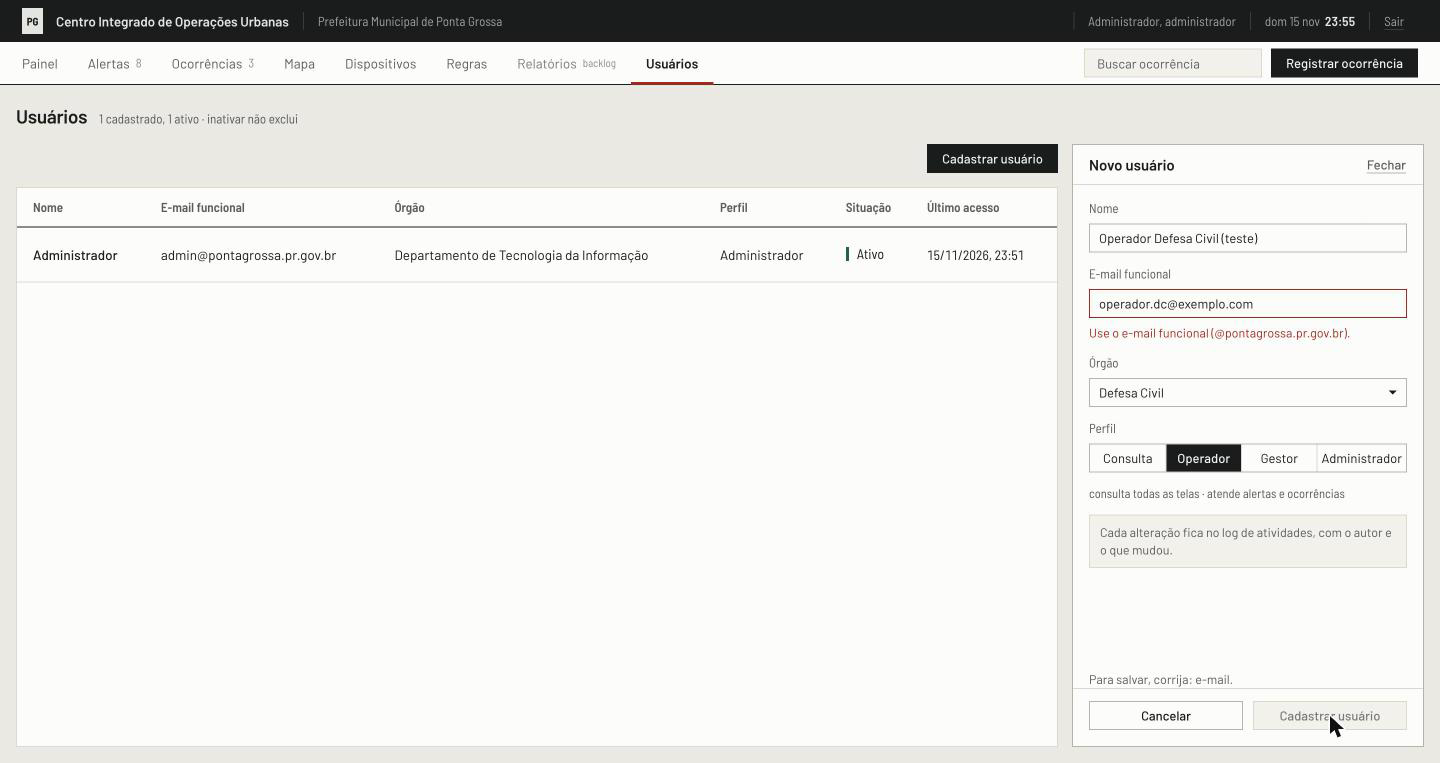 PG Centro Integrado de Operações Urbanas Prefeitura Municipal de Ponta Grossa Administrador, administrador dom 15 nov 23:55 Sair
Painel Alertas 8 Ocorrências 3 Mapa Dispositivos Regras Relatórios backlog Usuários Buscar ocorrência Registrar ocorrência
Usuários 1 cadastrado, 1 ativo · inativar não exclui
Cadastrar usuário
Nome E-mail funcional Órgão Perfil Situação Último acesso
Administrador admin@pontagrossa.pr.gov.br Departamento de Tecnologia da Informação Administrador Ativo 15/11/2026, 23:51
Novo usuário Fechar
Nome
Operador Defesa Civil (teste)
E-mail funcional
operador.dc@exemplo.com
Use o e-mail funcional (@pontagrossa.pr.gov.br).
Órgão
Defesa Civil
Perfil
Consulta Operador Gestor Administrador
consulta todas as telas · atende alertas e ocorrências
Cada alteração fica no log de atividades, com o autor e
o que mudou.
Para salvar, corrija: e-mail.
Cancelar Cadastrar usuário